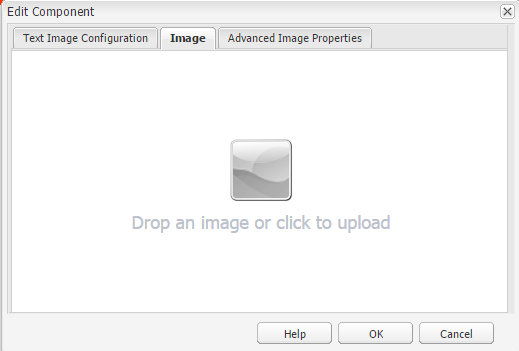 Edit Component
Text Image Configuration Image Advanced Image Properties
Drop an image or click to upload
Help OK Cancel